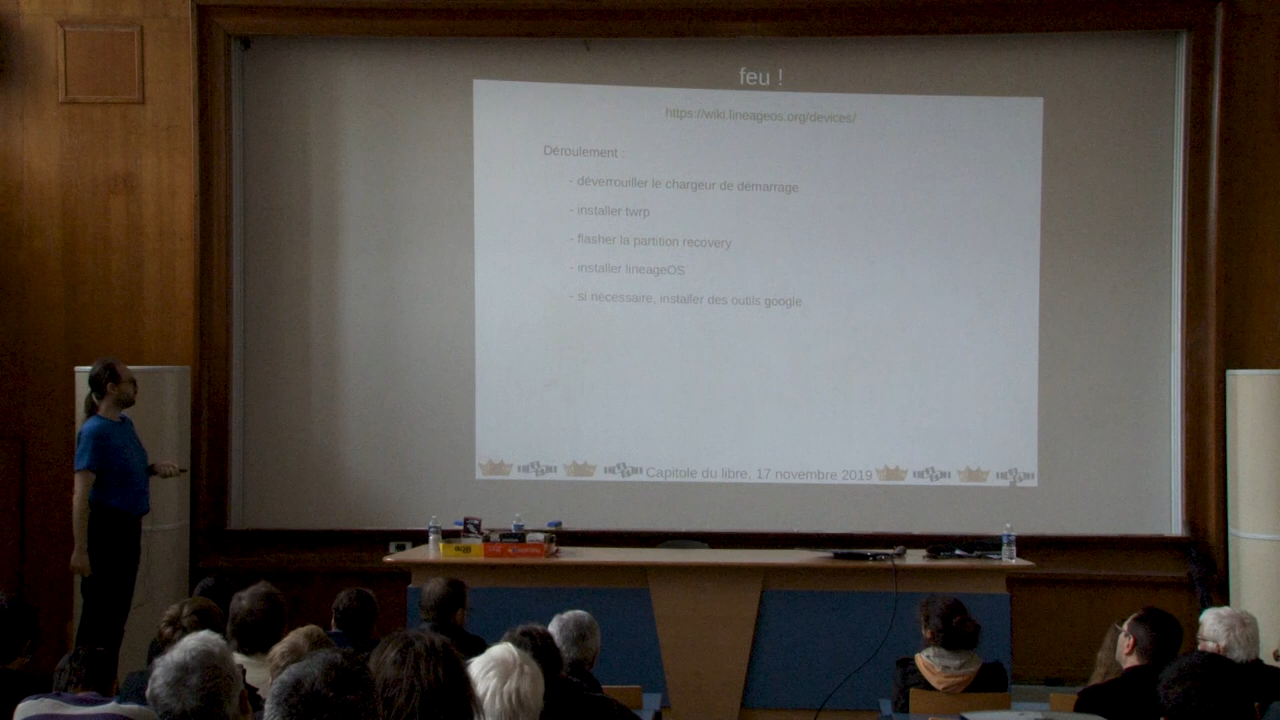 feu !
https://wiki.lineageos.org/devices/
Déroulement :
- déverrouiller le chargeur de démarrage
- installer twrp
- flasher la partition recovery
- installer lineageOS
- si nécessaire, installer des outils google
Capitole du libre, 17 novembre 2019